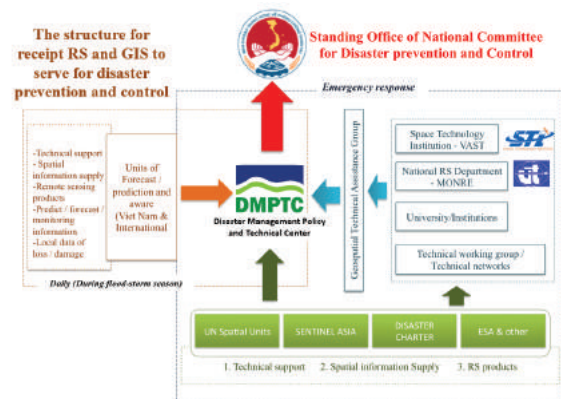 The structure for
receipt RS and GIS to
serve for disaster
prevention and control
Standing Office of National Committee
for Disaster prevention and Control
Emergency response
-Technical support
- Spatial
information supply
-Remote sensing
products
-Predict / forecast /
monitoring
information
-Local data of
loss / damage
Units of
Forecast /
prediction and
aware
(Viet Nam &
International
DMPTC
Disaster Management Policy
and Technical Center
Geospatial Technical Assistance Group
Space Technology
Institution - VAST
STI
National RS Department
- MONRE
University/Institutions
Technical working group /
Technical networks
Daily (During flood-storm season)
UN Spatial Units
SENTINEL ASIA
DISASTER
CHARTER
ESA & other
1. Technical support 2. Spatial information Supply 3. RS products